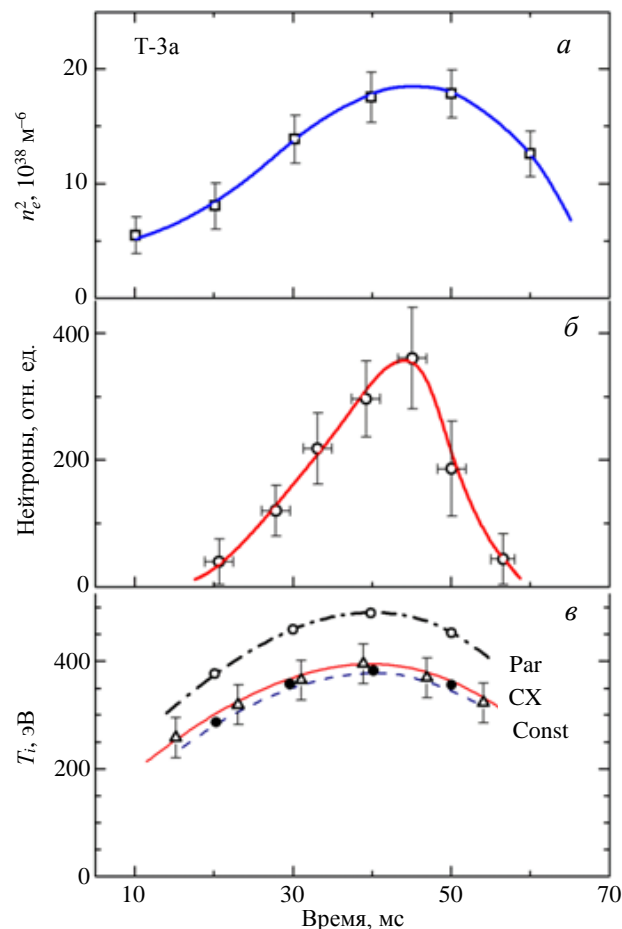 Т-3а
а
20
10
0
n_e^2, 10^38 м^–6
б
400
200
0
Нейтроны, отн. ед.
в
Par
CX
Const
400
200
0
T_i, эВ
10
30
50
70
Время, мс